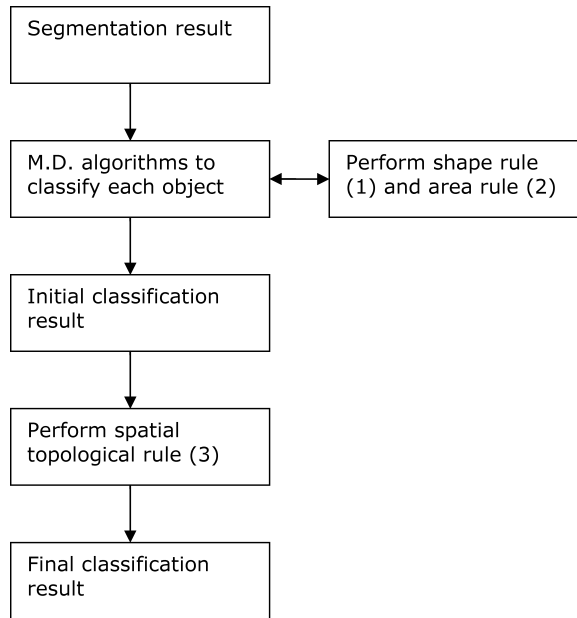 Segmentation result
M.D. algorithms to
classify each object
Perform shape rule
(1) and area rule (2)
Initial classification
result
Perform spatial
topological rule (3)
Final classification
result